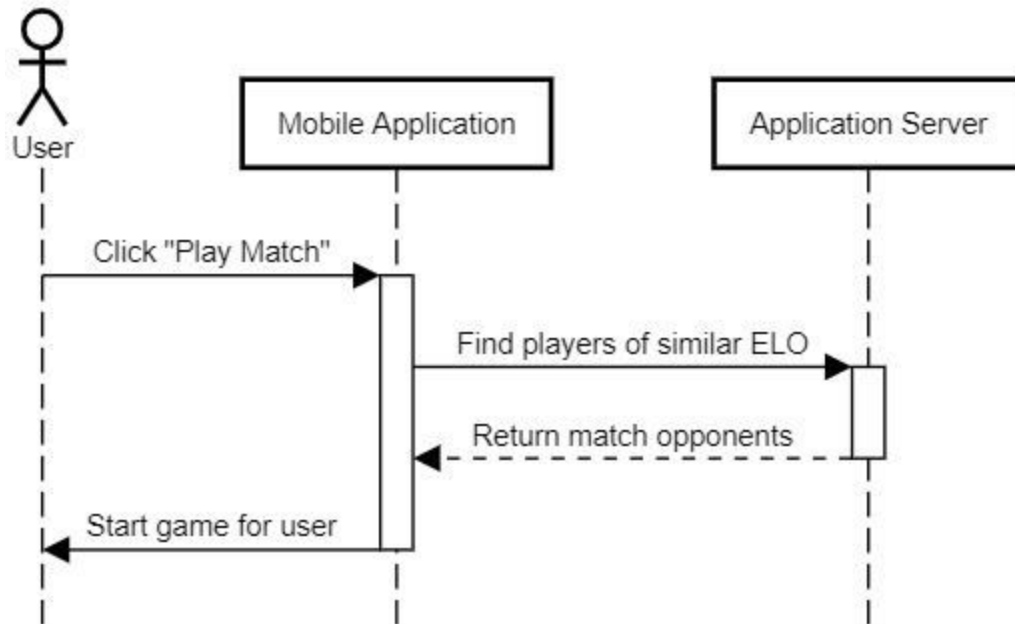 User
Mobile Application
Application Server
Click "Play Match"
Find players of similar ELO
Return match opponents
Start game for user